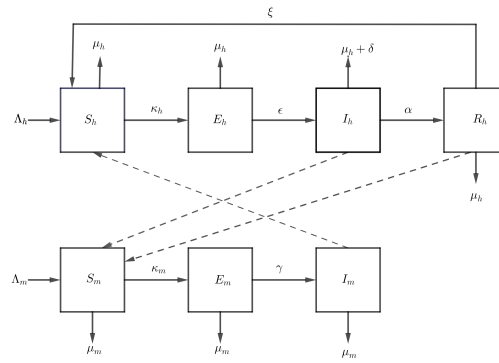 ξ
μ_h μ_h μ_h + δ
Λ_h S_h κ_h E_h ϵ I_h α R_h
μ_h
Λ_m S_m κ_m E_m γ I_m
μ_m μ_m μ_m